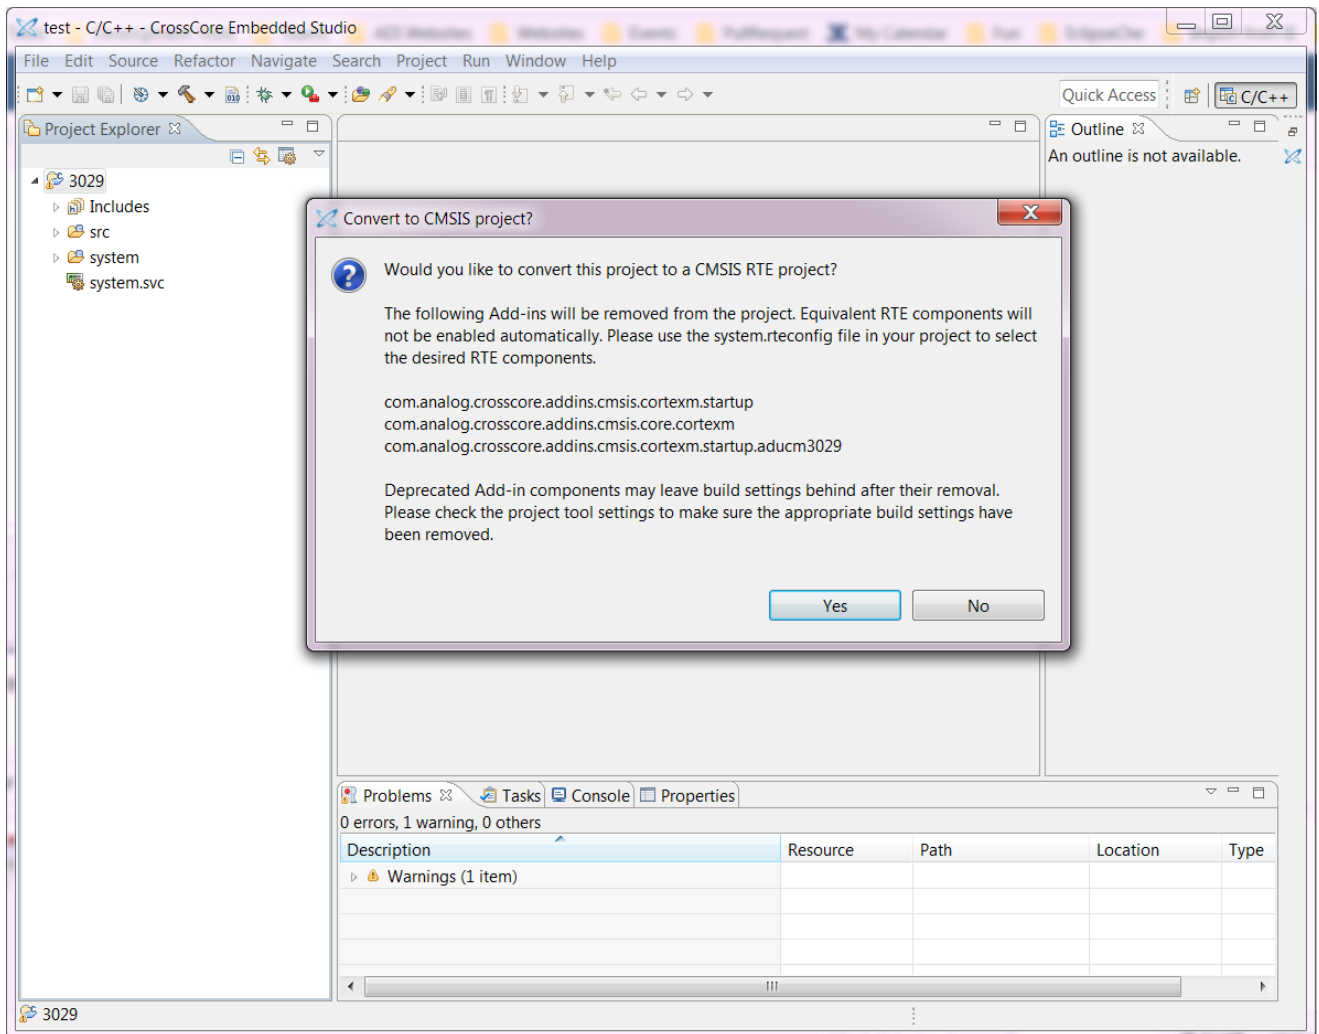 test - C/C++ - CrossCore Embedded Studio
File Edit Source Refactor Navigate Search Project Run Window Help
Quick Access
C/C++
Project Explorer
Outline
An outline is not available.
3029
Includes
src
system
system.svc
Convert to CMSIS project?
Would you like to convert this project to a CMSIS RTE project?
The following Add-ins will be removed from the project. Equivalent RTE components will
not be enabled automatically. Please use the system.rteconfig file in your project to select
the desired RTE components.
com.analog.crosscore.addins.cmsis.cortexm.startup
com.analog.crosscore.addins.cmsis.core.cortexm
com.analog.crosscore.addins.cmsis.cortexm.startup.aducm3029
Deprecated Add-in components may leave build settings behind after their removal.
Please check the project tool settings to make sure the appropriate build settings have
been removed.
Yes No
Problems Tasks Console Properties
0 errors, 1 warning, 0 others
Description Resource Path Location Type
Warnings (1 item)
3029